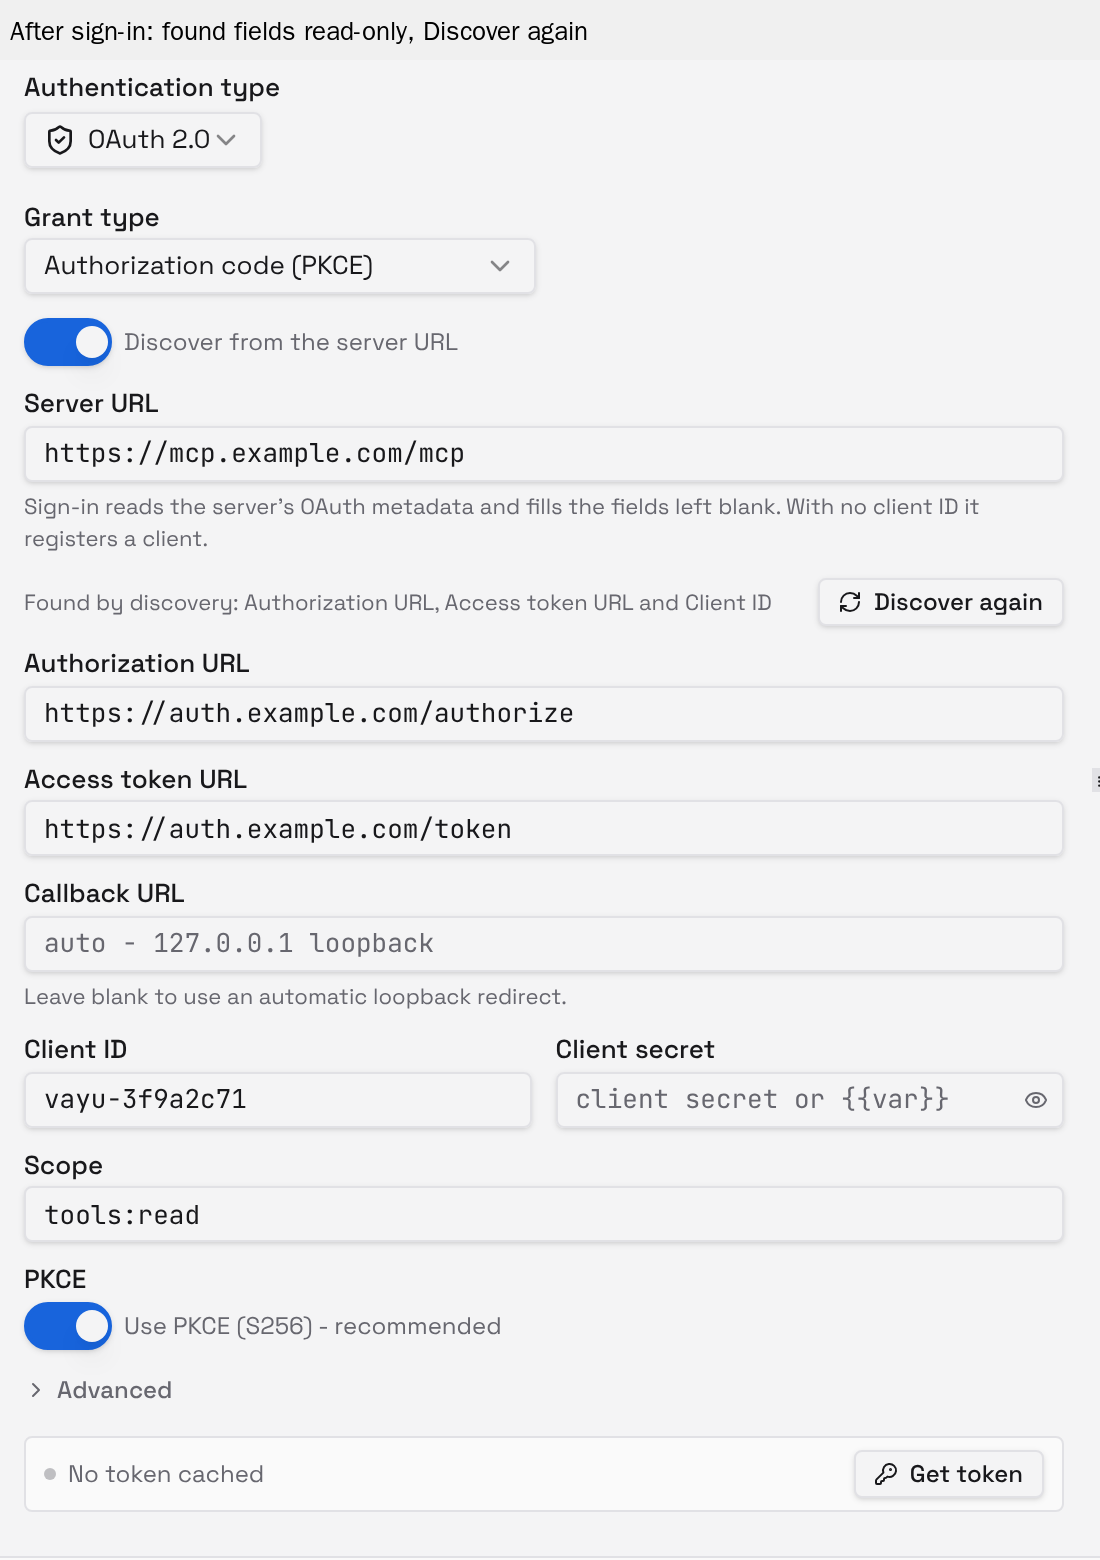 After sign-in: found fields read-only, Discover again
Authentication type
OAuth 2.0
Grant type
Authorization code (PKCE)
Discover from the server URL
Server URL
https://mcp.example.com/mcp
Sign-in reads the server's OAuth metadata and fills the fields left blank. With no client ID it
registers a client.
Found by discovery: Authorization URL, Access token URL and Client ID
Discover again
Authorization URL
https://auth.example.com/authorize
Access token URL
https://auth.example.com/token
Callback URL
auto - 127.0.0.1 loopback
Leave blank to use an automatic loopback redirect.
Client ID
Client secret
vayu-3f9a2c71
client secret or {{var}}
Scope
tools:read
PKCE
Use PKCE (S256) - recommended
Advanced
No token cached
Get token